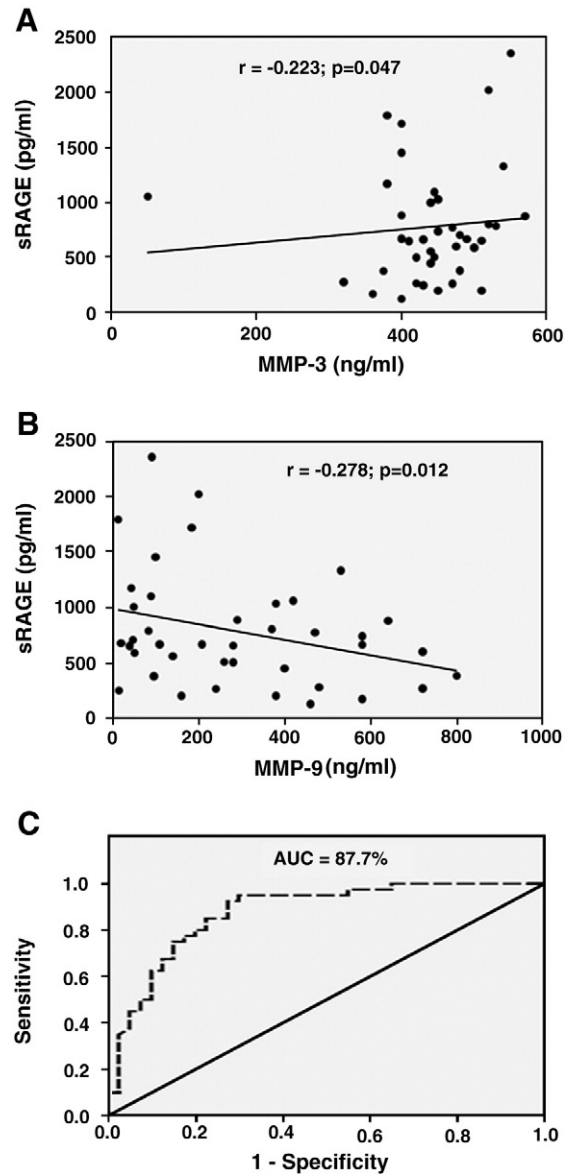 A
r = -0.223; p=0.047
sRAGE (pg/ml)
2500
2000
1500
1000
500
0
0 200 400 600
MMP-3 (ng/ml)
B
r = -0.278; p=0.012
sRAGE (pg/ml)
2500
2000
1500
1000
500
0
0 200 400 600 800 1000
MMP-9 (ng/ml)
C
AUC = 87.7%
Sensitivity
1.0
0.8
0.6
0.4
0.2
0.0
0.0 0.2 0.4 0.6 0.8 1.0
1 - Specificity